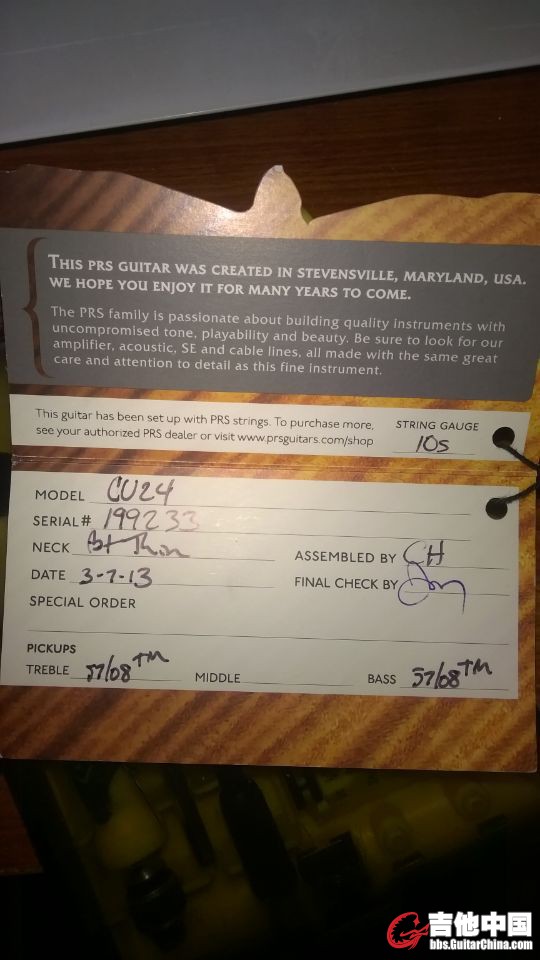 THIS PRS GUITAR WAS CREATED IN STEVENSVILLE, MARYLAND, USA.
WE HOPE YOU ENJOY IT FOR MANY YEARS TO COME.
The PRS family is passionate about building quality instruments with
uncompromised tone, playability and beauty. Be sure to look for our
amplifier, acoustic, SE and cable lines, all made with the same great
care and attention to detail as this fine instrument.
This guitar has been set up with PRS strings. To purchase more,
see your authorized PRS dealer or visit www.prsguitars.com/shop
STRING GAUGE
10s
MODEL CU24
SERIAL# 199233
NECK Pat Thin
ASSEMBLED BY CH
DATE 3-7-13
FINAL CHECK BY
SPECIAL ORDER
PICKUPS
TREBLE 57/08™ MIDDLE BASS 57/08™
吉他中国
bbs.GuitarChina.com